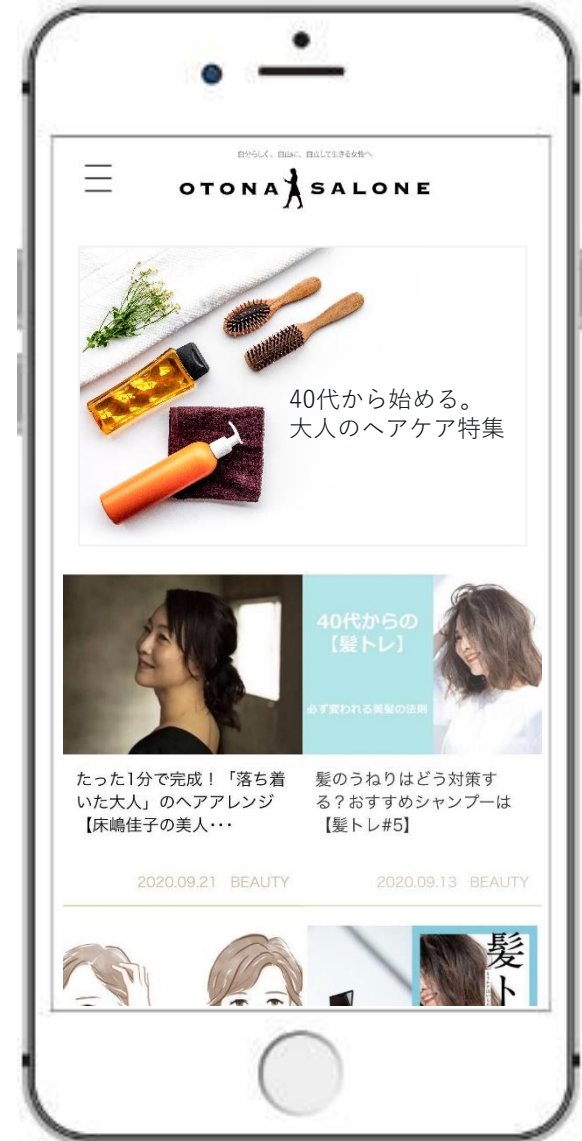 自分らしく、自由に、自立して生きる女性へ
OTONA SALONE
40代から始める。
大人のヘアケア特集
40代からの
【髪トレ】
必ず変われる美髪の法則
たった1分で完成！「落ち着
いた大人」のヘアアレンジ
【床嶋佳子の美人･･･
2020.09.21 BEAUTY
髪のうねりはどう対策す
る？おすすめシャンプーは
【髪トレ#5】
2020.09.13 BEAUTY
髪ト